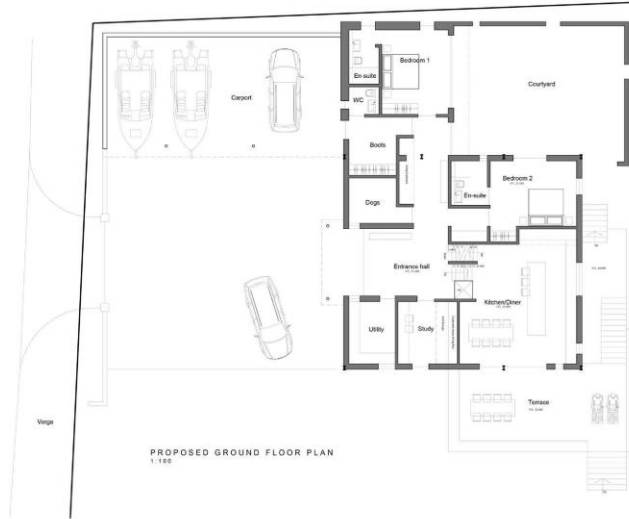 Bedroom 1
En-suite
Courtyard
Carport
WC
Boots
Bedroom 2
En-suite
Dogs
Entrance hall
Kitchen/Diner
Utility
Study
Terrace
Verge
PROPOSED GROUND FLOOR PLAN
1:100